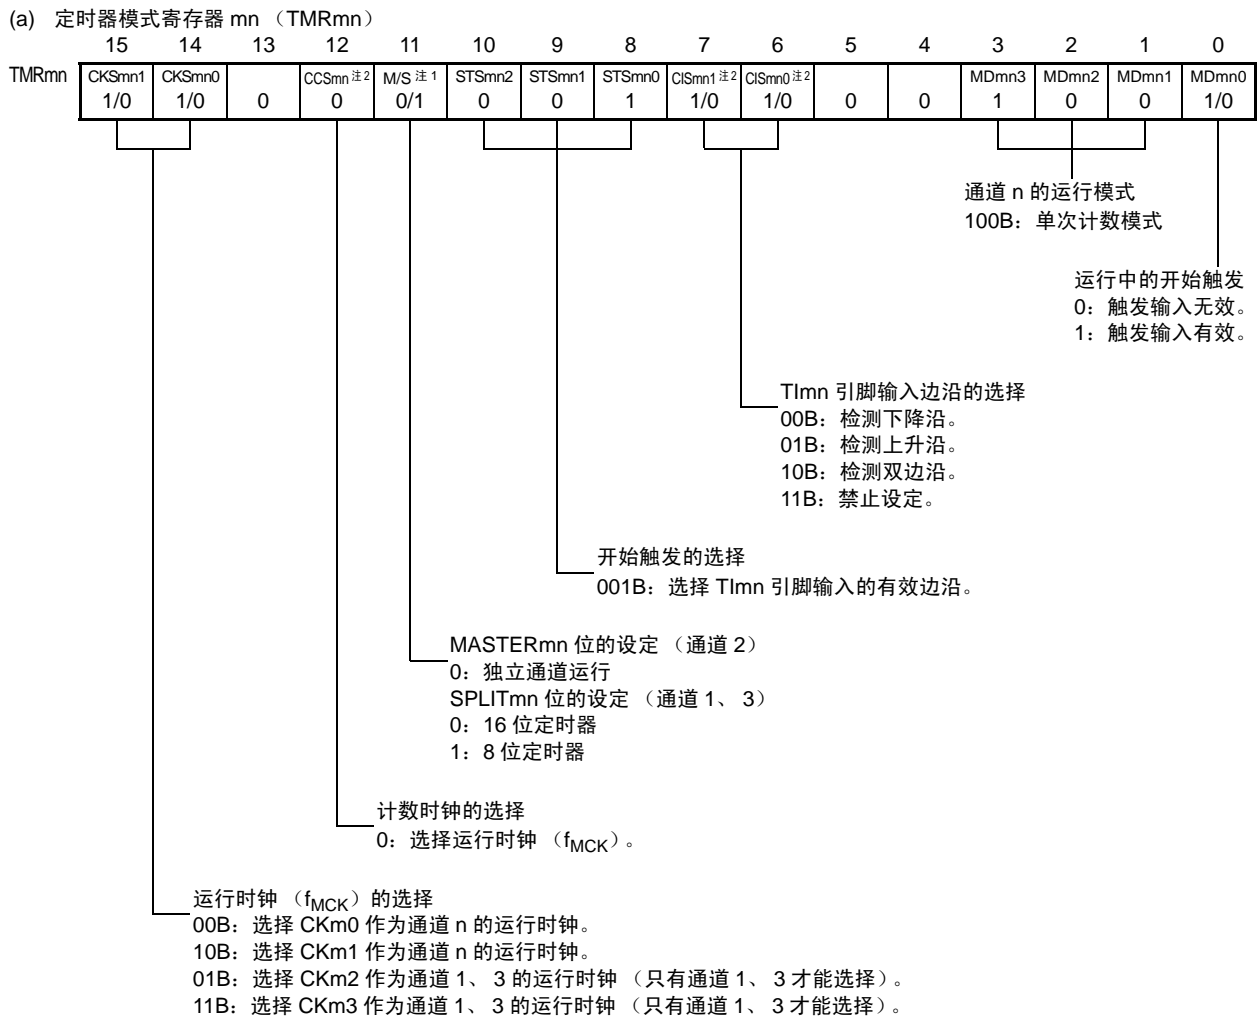 (a) 定时器模式寄存器 mn （TMRmn）
15 14 13 12 11 10 9 8 7 6 5 4 3 2 1 0
TMRmn CKSmn1 CKSmn0 CCSmn 注2 M/S 注1 STSmn2 STSmn1 STSmn0 CISmn1 注2 CISmn0 注2 MDmn3 MDmn2 MDmn1 MDmn0
1/0 1/0 0 0 0/1 0 0 1 1/0 1/0 0 0 1 0 0 1/0
通道 n 的运行模式
100B：单次计数模式
运行中的开始触发
0：触发输入无效。
1：触发输入有效。
TImn 引脚输入边沿的选择
00B：检测下降沿。
01B：检测上升沿。
10B：检测双边沿。
11B：禁止设定。
开始触发的选择
001B：选择 TImn 引脚输入的有效边沿。
MASTERmn 位的设定 （通道 2）
0：独立通道运行
SPLITmn 位的设定 （通道 1、 3）
0：16 位定时器
1：8 位定时器
计数时钟的选择
0：选择运行时钟 （fMCK）。
运行时钟 （fMCK）的选择
00B：选择 CKm0 作为通道 n 的运行时钟。
10B：选择 CKm1 作为通道 n 的运行时钟。
01B：选择 CKm2 作为通道 1、 3 的运行时钟 （只有通道 1、 3 才能选择）。
11B：选择 CKm3 作为通道 1、 3 的运行时钟 （只有通道 1、 3 才能选择）。